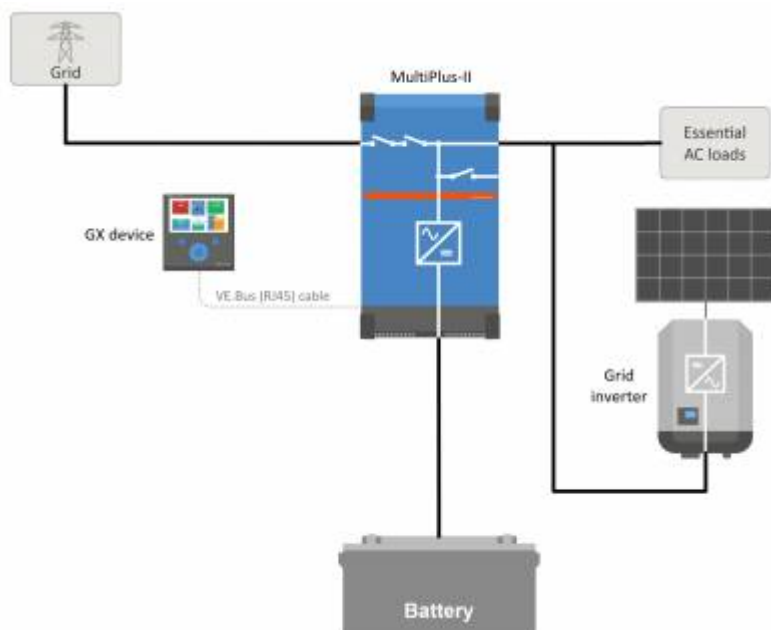 Grid
MultiPlus-II
Essential
AC loads
GX device
VE.Bus (RJ45) cable
Grid
inverter
Battery